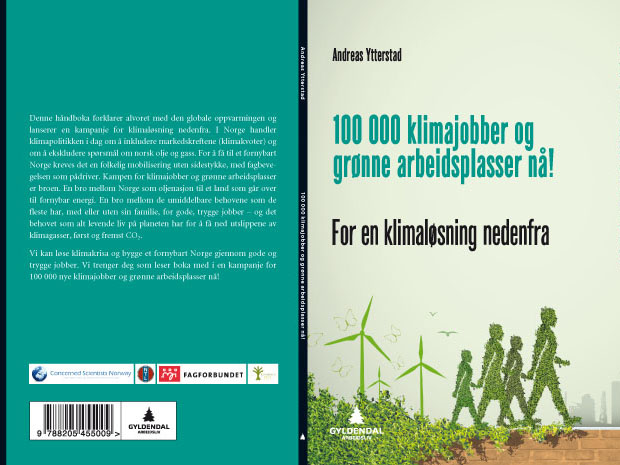 Denne håndboka forklarer alvoret med den globale oppvarmingen og
lanserer en kampanje for klimaløsning nedenfra. I Norge handler
klimapolitikken i dag om å inkludere markedskreftene (klimakvoter) og
om å ekskludere spørsmål om norsk olje og gass. For å få til et fornybart
Norge kreves det en folkelig mobilisering uten sidestykke, med fagbeve-
gelsen som pådriver. Kampen for klimajobber og grønne arbeidsplasser
er broen. En bro mellom Norge som oljenasjon til et land som går over
til fornybar energi. En bro mellom de umiddelbare behovene som de
fleste har, med eller uten sin familie, for gode, trygge jobber – og det
behovet som alt levende liv på planeten har for å få ned utslippene av
klimagasser, først og fremst CO₂.
Vi kan løse klimakrisa og bygge et fornybart Norge gjennom gode og
trygge jobber. Vi trenger deg som leser boka med i en kampanje for
100 000 nye klimajobber og grønne arbeidsplasser nå!
Concerned Scientists Norway
FAGFORBUNDET
9 788205 455009 >
GYLDENDAL
ARBEIDSLIV
Andreas Ytterstad
100 000 klimajobber og grønne arbeidsplasser nå!
Andreas Ytterstad
100 000 klimajobber og
grønne arbeidsplasser nå!
For en klimaløsning nedenfra
GYLDENDAL
ARBEIDSLIV